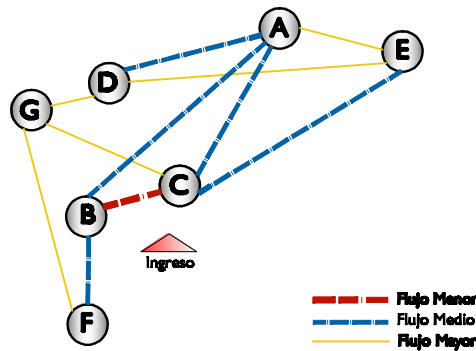 A
E
D
G
C
B
Ingreso
F
Flujo Menor
Flujo Medio
Flujo Mayor